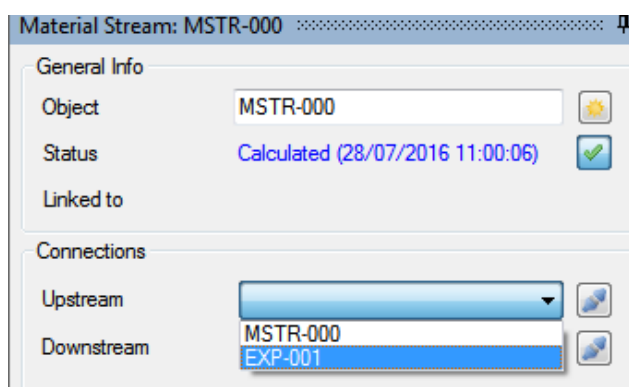 Material Stream: MSTR-000
General Info
Object MSTR-000
Status Calculated (28/07/2016 11:00:06)
Linked to
Connections
Upstream
MSTR-000
Downstream
EXP-001